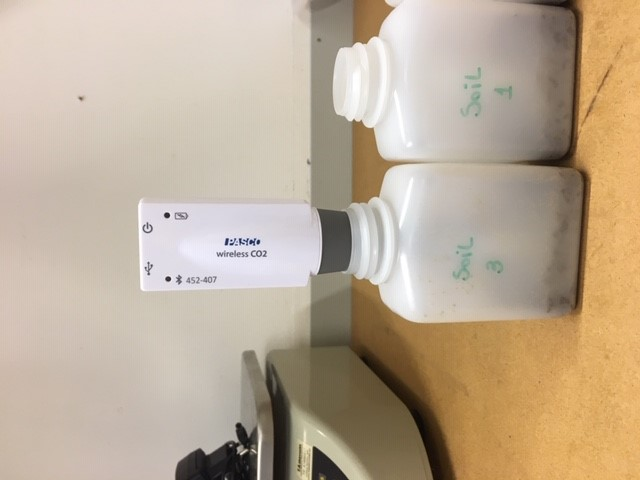 PASCO
wireless CO2
452-407
Soil
1
Soil
3